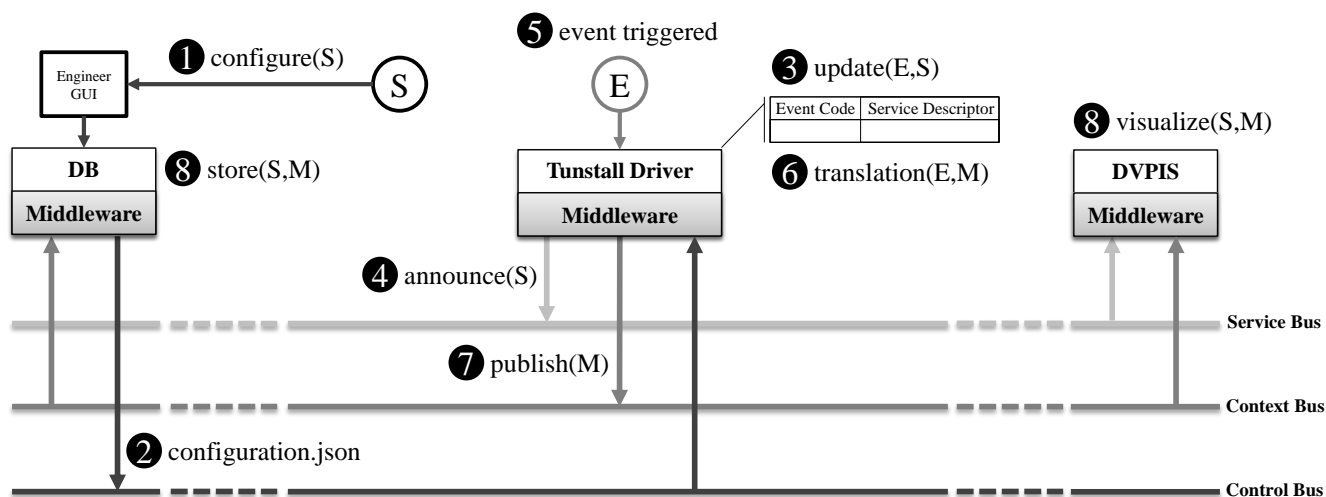 5 event triggered
1 configure(S)
Engineer
GUI
S
E
3 update(E,S)
Event Code Service Descriptor
8 visualize(S,M)
DB
Middleware
8 store(S,M)
Tunstall Driver
Middleware
6 translation(E,M)
DVPIS
Middleware
4 announce(S)
Service Bus
7 publish(M)
Context Bus
2 configuration.json
Control Bus